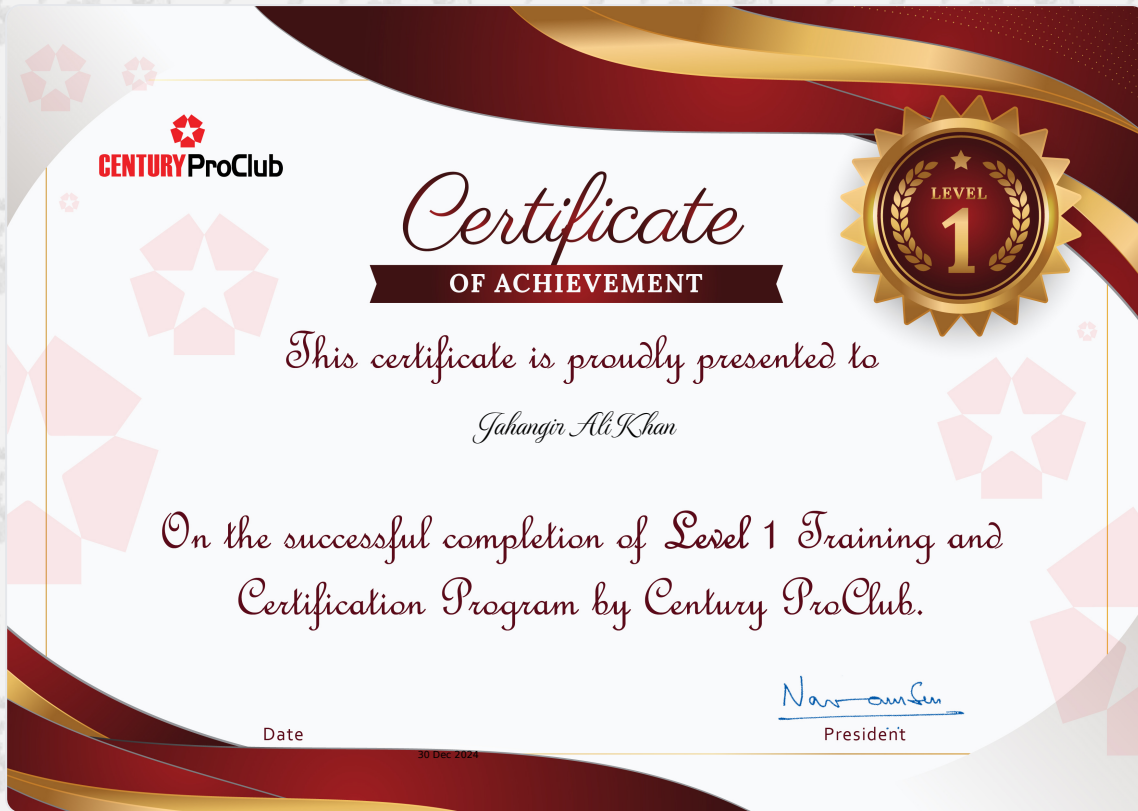 CENTURY ProClub
LEVEL
1
Certificate
OF ACHIEVEMENT
This certificate is proudly presented to
Jahangir Ali Khan
On the successful completion of Level 1 Training and
Certification Program by Century ProClub.
Date
President
30 Dec 2024